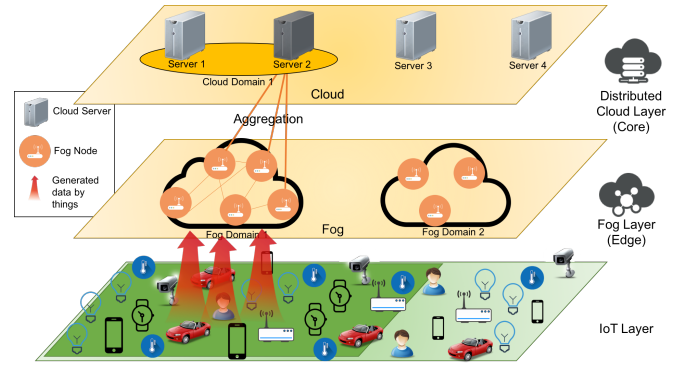 Server 1
Server 2
Server 3
Server 4
Cloud Domain 1
Cloud
Distributed
Cloud Layer
(Core)
Cloud Server
Fog Node
Generated
data by
things
Aggregation
Fog Domain 1
Fog
Fog Domain 2
Fog Layer
(Edge)
IoT Layer